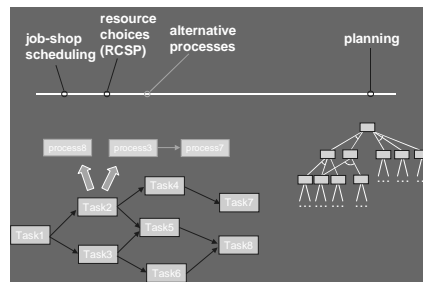 job-shop
scheduling
resource
choices
(RCSP)
alternative
processes
planning
process8
process3
process7
Task1
Task2
Task3
Task4
Task5
Task6
Task7
Task8
... ... ... ...
... ... ... ...